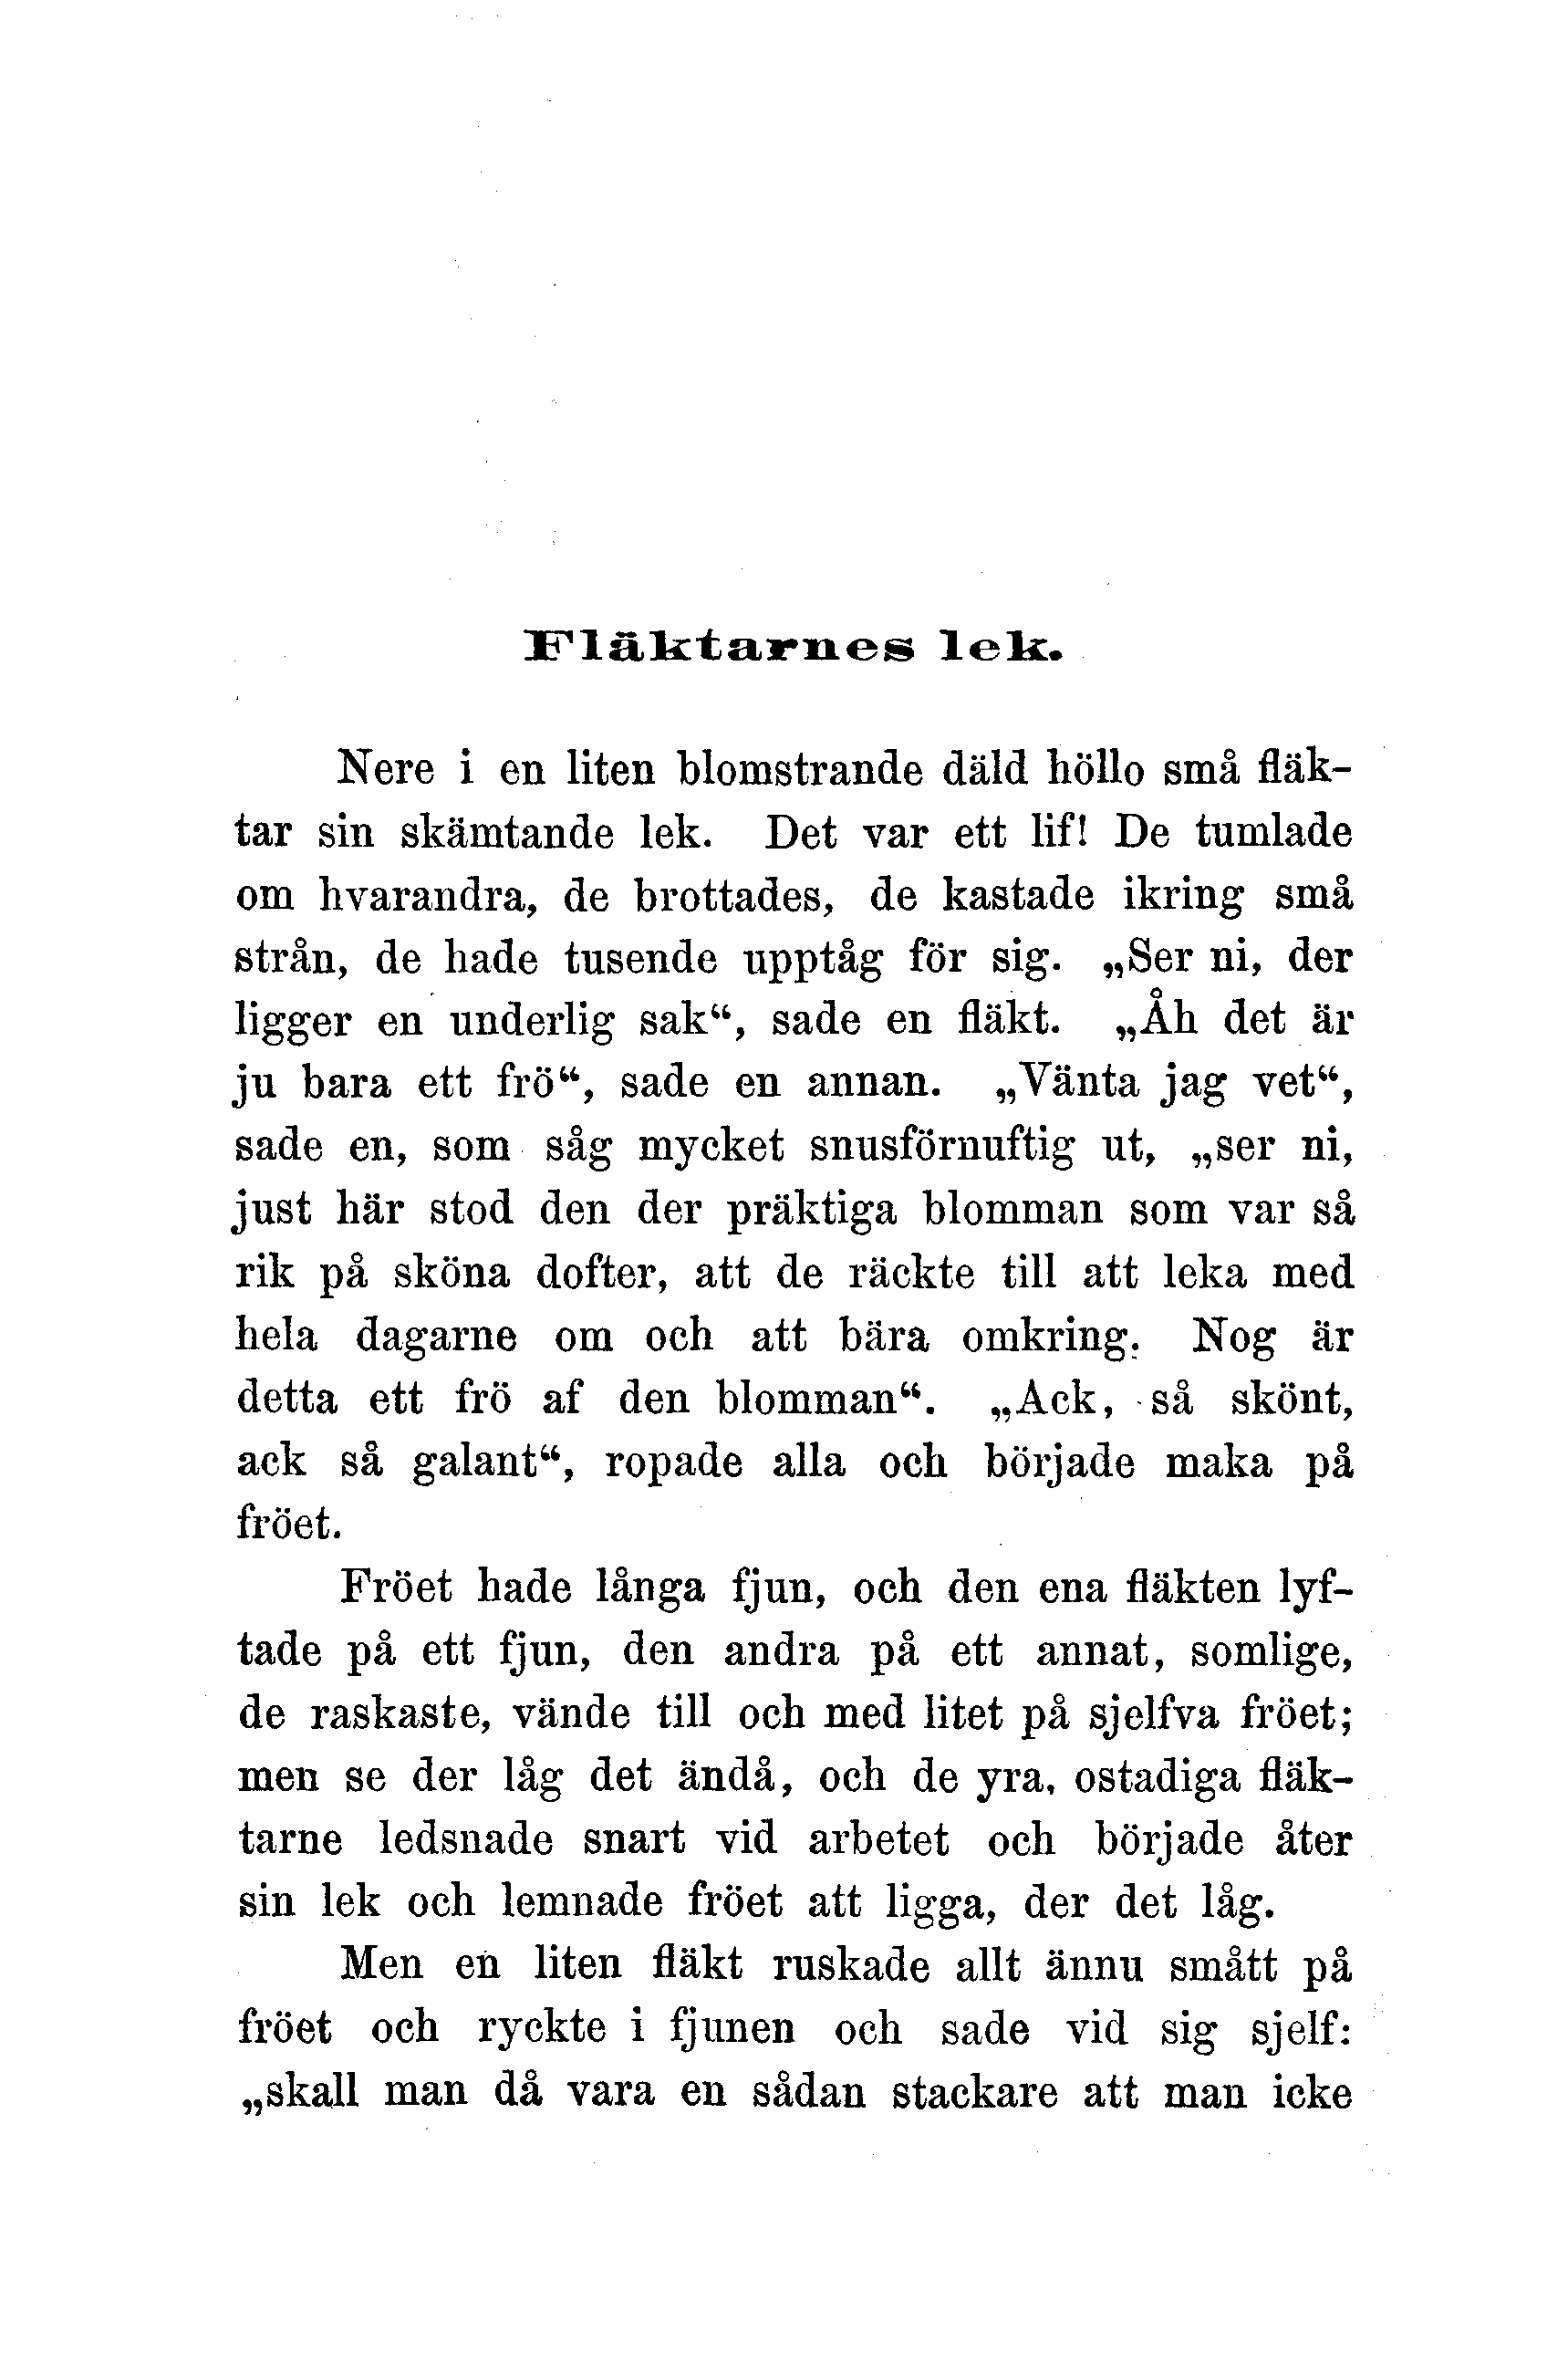 Fläktarnes lek.
Nere i en liten blomstrande däld höllo små fläk-
tar sin skämtande lek. Det var ett lif! De tumlade
om hvarandra, de brottades, de kastade ikring små
strån, de hade tusende upptåg för sig. „Ser ni, der
ligger en underlig sak“, sade en fläkt. „Åh det är
ju bara ett frö“, sade en annan. „Vänta jag vet“,
sade en, som såg mycket snusförnuftig ut, „ser ni,
just här stod den der präktiga blomman som var så
rik på sköna dofter, att de räckte till att leka med
hela dagarne om och att bära omkring. Nog är
detta ett frö af den blomman“. „Ack, så skönt,
ack så galant“, ropade alla och började maka på
fröet.
Fröet hade långa fjun, och den ena fläkten lyf-
tade på ett fjun, den andra på ett annat, somlige,
de raskaste, vände till och med litet på sjelfva fröet;
men se der låg det ändå, och de yra, ostadiga fläk-
tarne ledsnade snart vid arbetet och började åter
sin lek och lemnade fröet att ligga, der det låg.
Men en liten fläkt ruskade allt ännu smått på
fröet och ryckte i fjunen och sade vid sig sjelf:
„skall man då vara en sådan stackare att man icke